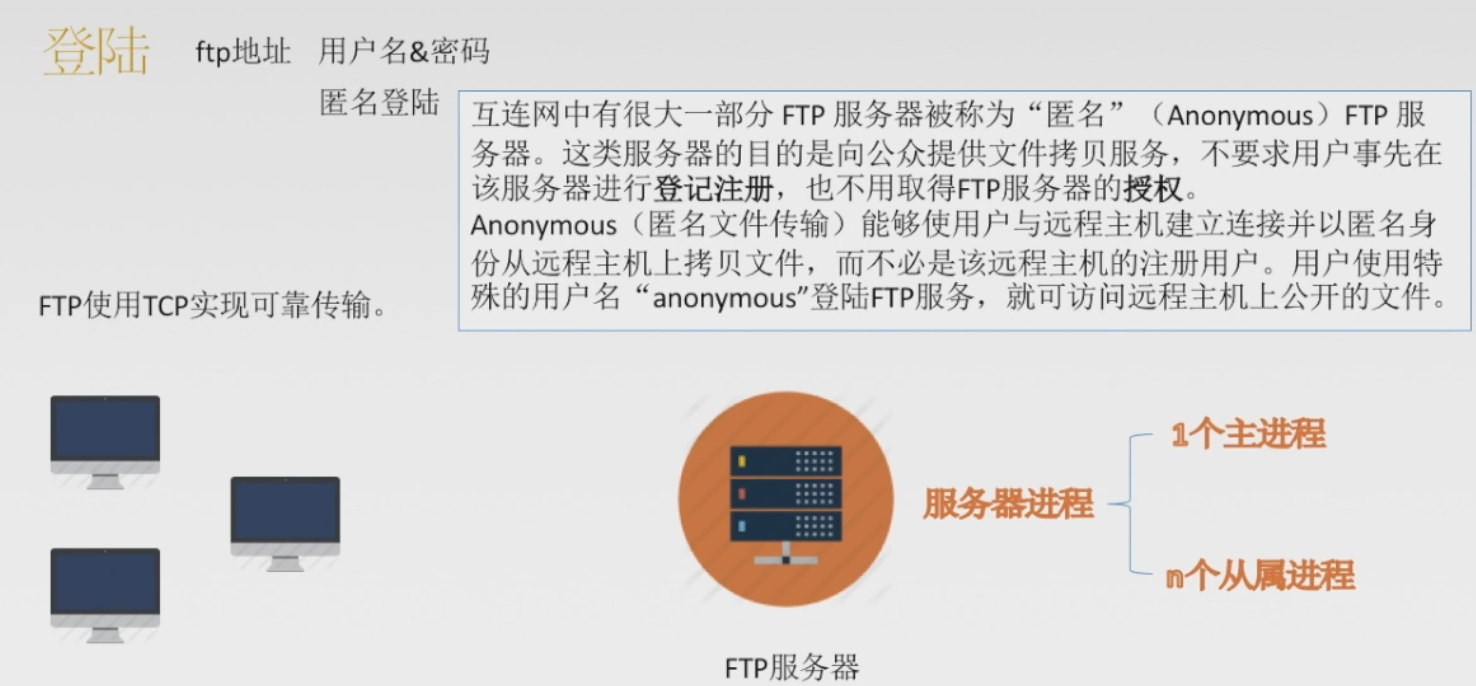 登陆 ftp地址 用户名&密码
匿名登陆
互连网中有很大一部分 FTP 服务器被称为“匿名”（Anonymous）FTP 服
务器。这类服务器的目的是向公众提供文件拷贝服务，不要求用户事先在
该服务器进行登记注册，也不用取得FTP服务器的授权。
Anonymous（匿名文件传输）能够使用户与远程主机建立连接并以匿名身
份从远程主机上拷贝文件，而不必是该远程主机的注册用户。用户使用特
殊的用户名“anonymous”登陆FTP服务，就可访问远程主机上公开的文件。
FTP使用TCP实现可靠传输。
1个主进程
服务器进程
n个从属进程
FTP服务器